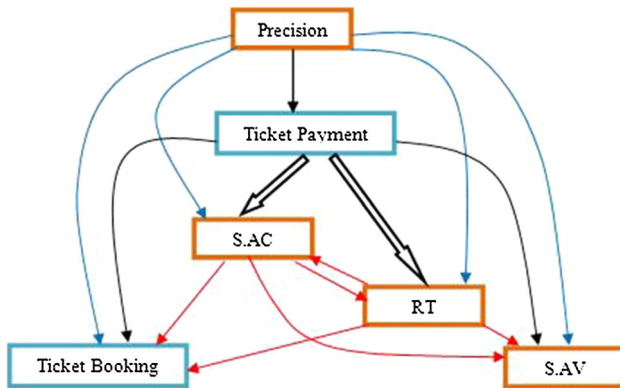 Precision
Ticket Payment
S.AC
RT
Ticket Booking
S.AV